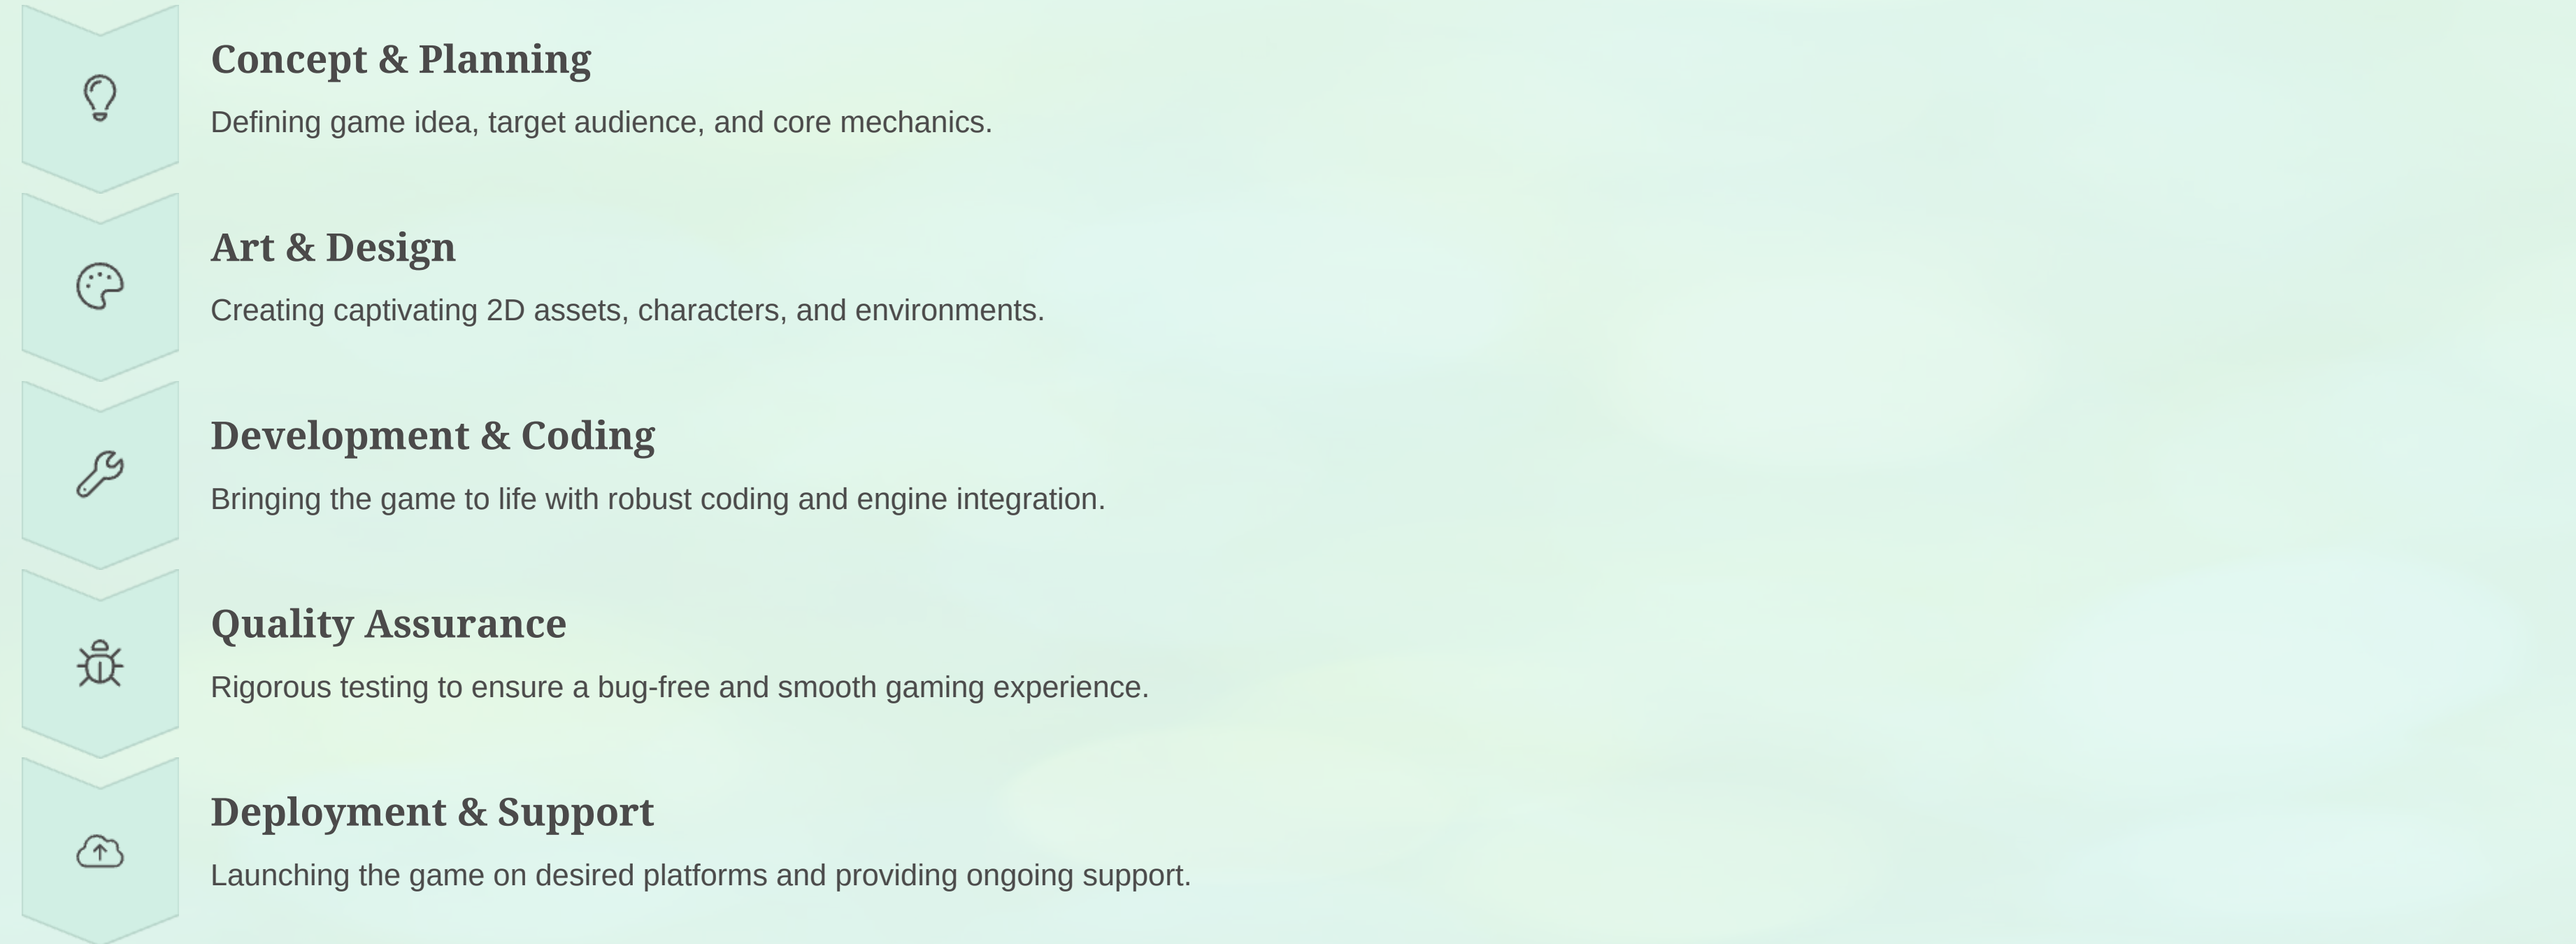 Concept & Planning
Defining game idea, target audience, and core mechanics.
Art & Design
Creating captivating 2D assets, characters, and environments.
Development & Coding
Bringing the game to life with robust coding and engine integration.
Quality Assurance
Rigorous testing to ensure a bug-free and smooth gaming experience.
Deployment & Support
Launching the game on desired platforms and providing ongoing support.